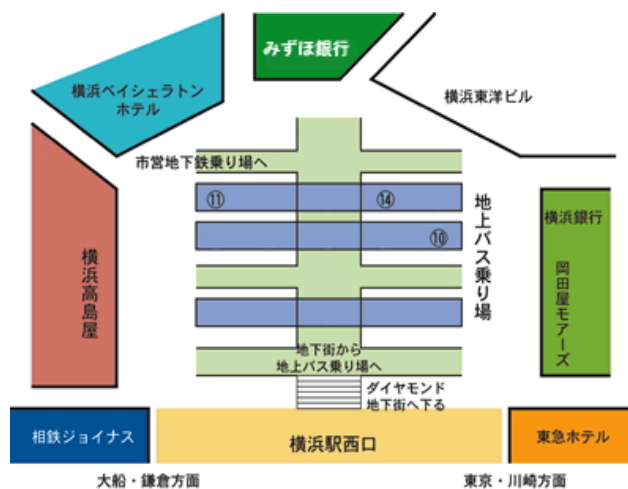 みずほ銀行
横浜ベイシェラトン
ホテル
横浜東洋ビル
市営地下鉄乗り場へ
⑪
⑭
⑩
地上バス乗り場
横浜銀行
岡田屋モアーズ
横浜高島屋
地下街から
地上バス乗り場へ
ダイヤモンド
地下街へ下る
相鉄ジョイナス
横浜駅西口
東急ホテル
大船・鎌倉方面
東京・川崎方面